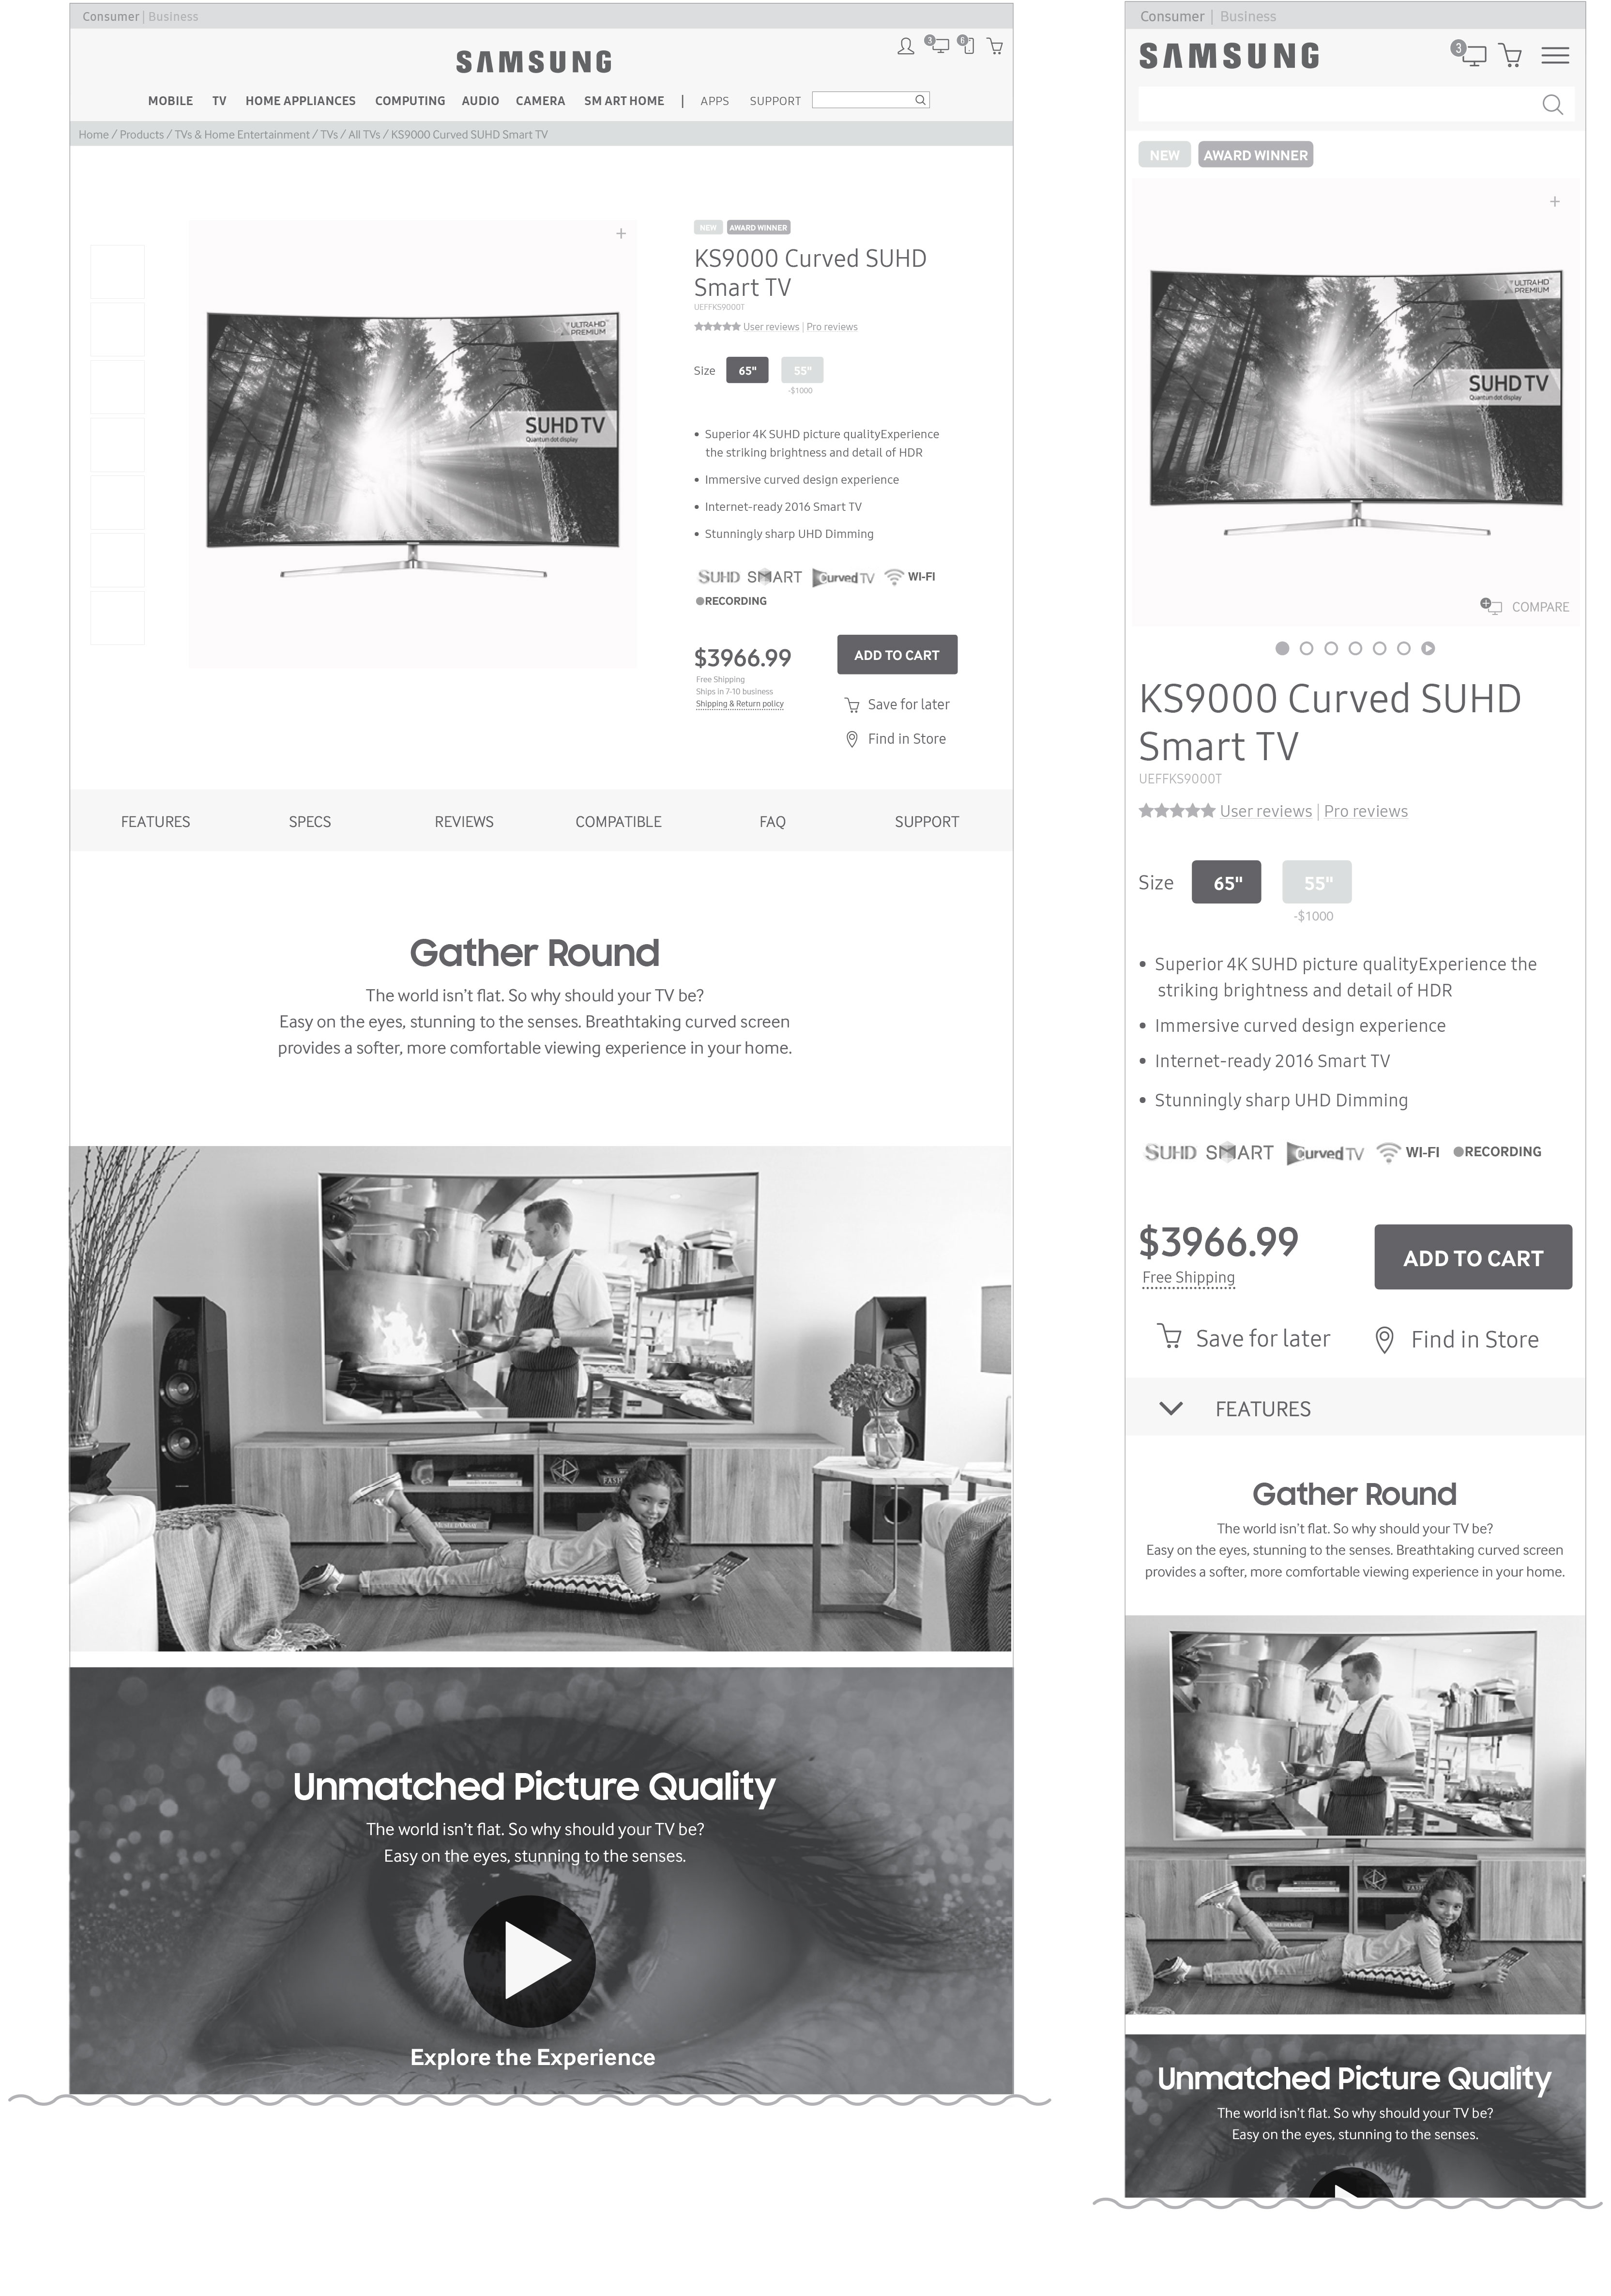 Consumer | Business
SAMSUNG
3
6
MOBILE TV HOME APPLIANCES COMPUTING AUDIO CAMERA SM ART HOME | APPS SUPPORT
Home / Products / TVs & Home Entertainment / TVs / All TVs / KS9000 Curved SUHD Smart TV
+
ULTRAHD
PREMIUM
SUHD TV
Quantum dot display
NEW AWARD WINNER
KS9000 Curved SUHD
Smart TV
UEFFKS9000T
User reviews | Pro reviews
Size 65" 55"
-$1000
• Superior 4K SUHD picture qualityExperience
the striking brightness and detail of HDR
• Immersive curved design experience
• Internet-ready 2016 Smart TV
• Stunningly sharp UHD Dimming
SUHD SMART Curved TV WI-FI
RECORDING
$3966.99 ADD TO CART
Free Shipping
Ships in 7-10 business
Shipping & Return policy
Save for later
Find in Store
FEATURES SPECS REVIEWS COMPATIBLE FAQ SUPPORT
Gather Round
The world isn't flat. So why should your TV be?
Easy on the eyes, stunning to the senses. Breathtaking curved screen
provides a softer, more comfortable viewing experience in your home.
FASH
Unmatched Picture Quality
The world isn't flat. So why should your TV be?
Easy on the eyes, stunning to the senses.
Explore the Experience
Consumer | Business
SAMSUNG
3
NEW AWARD WINNER
+
ULTRAHD
PREMIUM
SUHD TV
Quantum dot display
COMPARE
KS9000 Curved SUHD
Smart TV
UEFFKS9000T
User reviews | Pro reviews
Size 65" 55"
-$1000
• Superior 4K SUHD picture qualityExperience the
striking brightness and detail of HDR
• Immersive curved design experience
• Internet-ready 2016 Smart TV
• Stunningly sharp UHD Dimming
SUHD SMART Curved TV WI-FI RECORDING
$3966.99 ADD TO CART
Free Shipping
Save for later Find in Store
FEATURES
Gather Round
The world isn't flat. So why should your TV be?
Easy on the eyes, stunning to the senses. Breathtaking curved screen
provides a softer, more comfortable viewing experience in your home.
Unmatched Picture Quality
The world isn't flat. So why should your TV be?
Easy on the eyes, stunning to the senses.